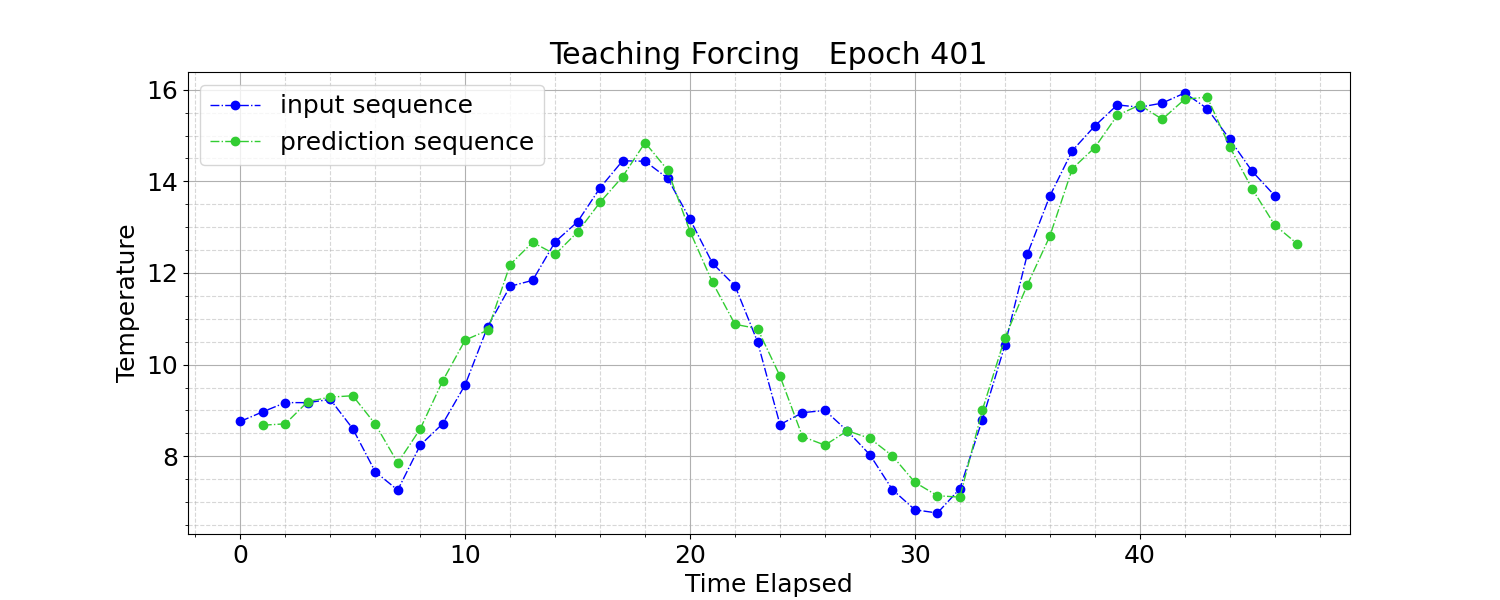 Teaching Forcing   Epoch 401
input sequence
prediction sequence
Temperature
16
14
12
10
8
0 10 20 30 40
Time Elapsed